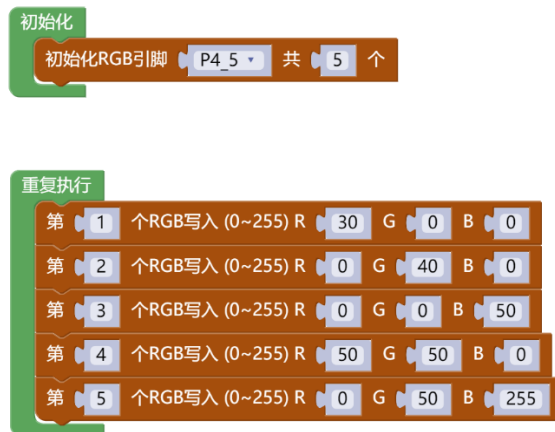 初始化
初始化RGB引脚 P4_5 共 5 个
重复执行
第 1 个RGB写入 (0~255) R 30 G 0 B 0
第 2 个RGB写入 (0~255) R 0 G 40 B 0
第 3 个RGB写入 (0~255) R 0 G 0 B 50
第 4 个RGB写入 (0~255) R 50 G 50 B 0
第 5 个RGB写入 (0~255) R 0 G 50 B 255